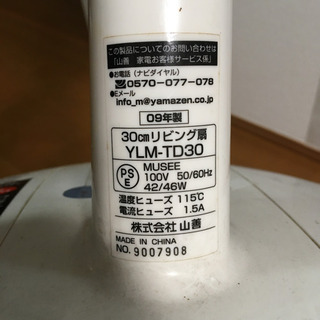 この製品についてのお問い合わせは
「山善 家電お客様サービス係」
●お電話(ナビダイヤル)
0570-077-078
●Eメール
info_m@yamazen.co.jp
09年製
30cmリビング扇
YLM-TD30
PS
E
MUSEE
100V 50/60Hz
42/46W
温度ヒューズ 115℃
電流ヒューズ 1.5A
株式会社 山善
MADE IN CHINA
NO. 9007908